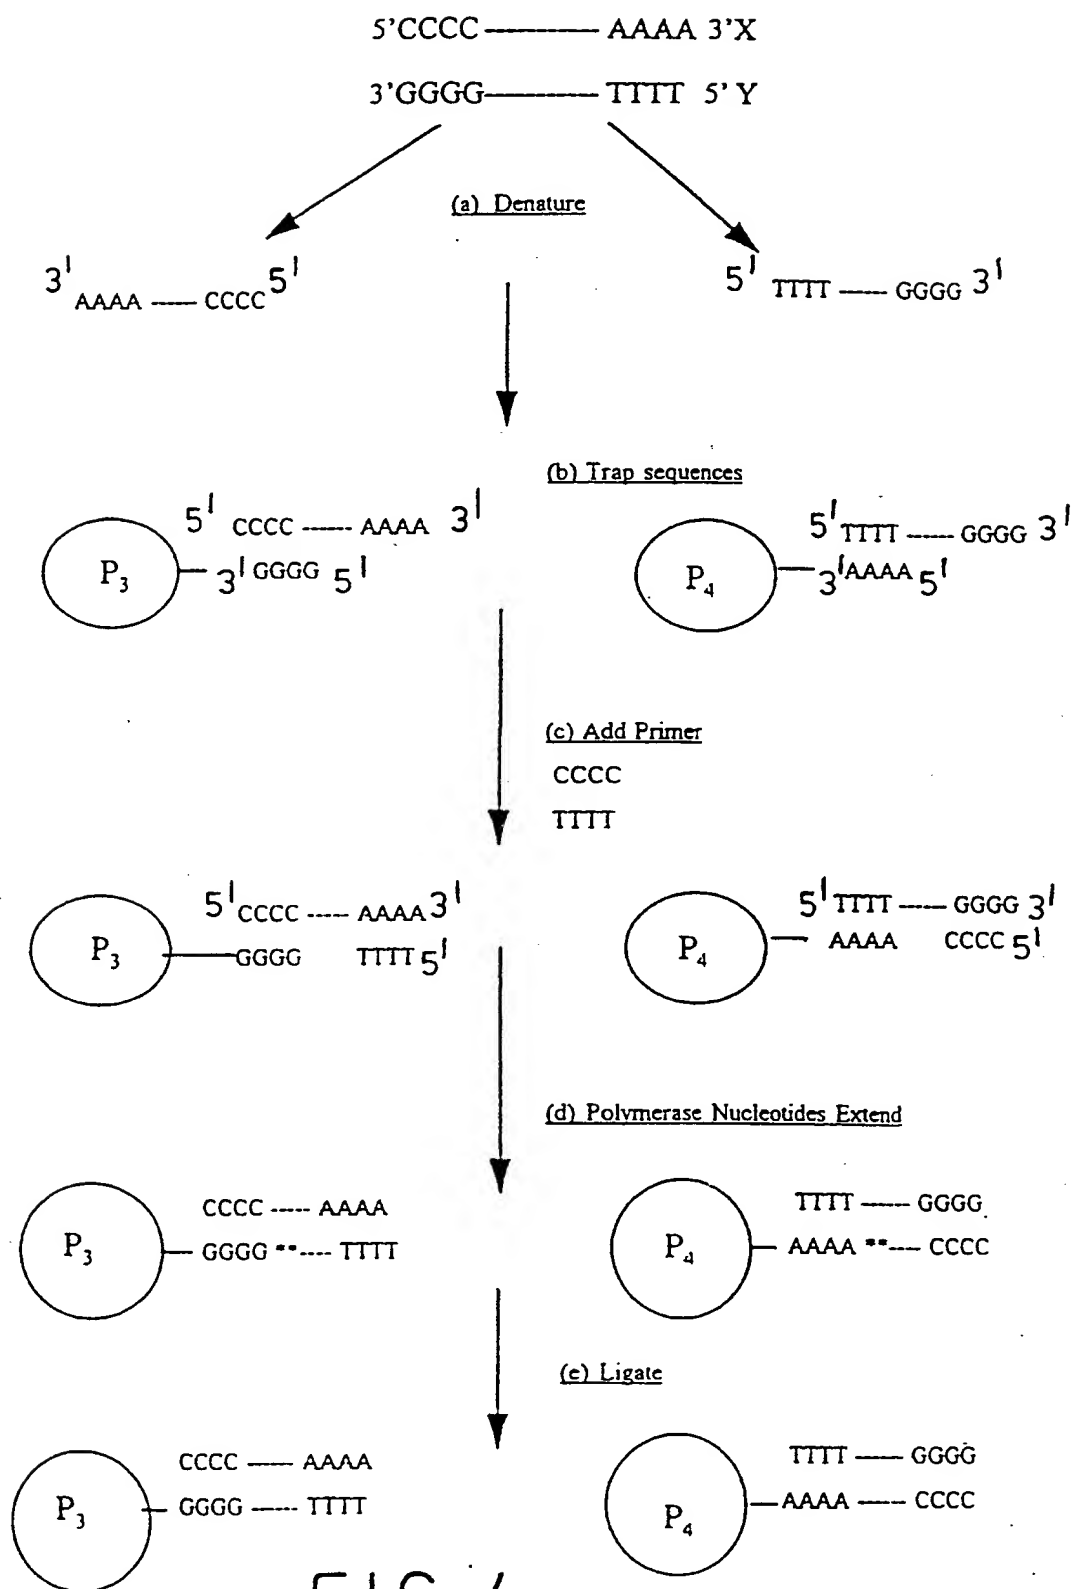 5'CCCC———AAAA 3'X
3'GGGG———TTTT 5'Y
(a) Denature
3' AAAA —— CCCC 5'
5' TTTT —— GGGG 3'
(b) Trap sequences
5' CCCC ----- AAAA 3'
P3 — 3' GGGG 5'
5' TTTT ----- GGGG 3'
P4 — 3' AAAA 5'
(c) Add Primer
CCCC
TTTT
5' CCCC ---- AAAA 3'
P3 — GGGG TTTT 5'
5' TTTT ----- GGGG 3'
P4 — AAAA CCCC 5'
(d) Polymerase Nucleotides Extend
CCCC ----- AAAA
P3 — GGGG **---- TTTT
TTTT ----- GGGG
P4 — AAAA **---- CCCC
(e) Ligate
CCCC ----- AAAA
P3 — GGGG ----- TTTT
TTTT ----- GGGG
P4 — AAAA ----- CCCC